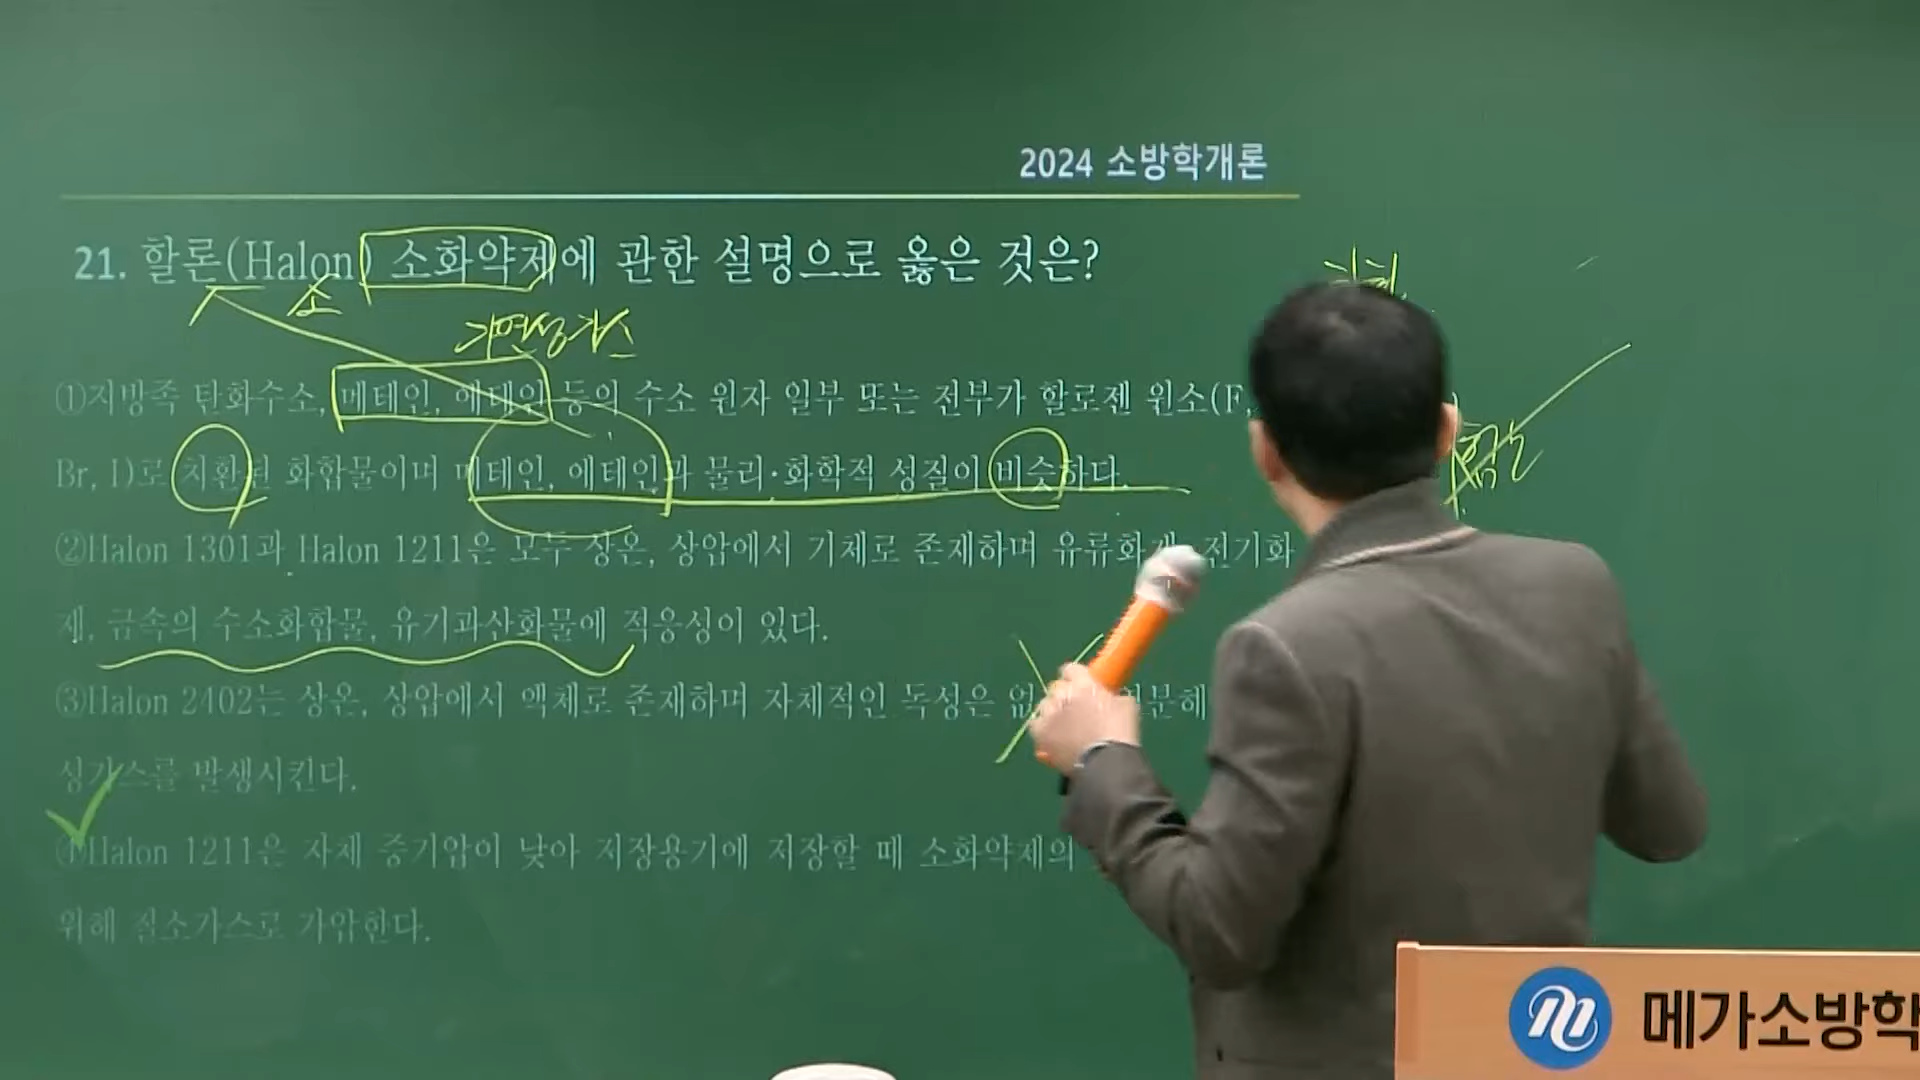 2024 소방학개론
21. 할론(Halon) 소화약제에 관한 설명으로 옳은 것은?
소
가연성가스
①지방족 탄화수소, 메테인, 에테인 등의 수소 원자 일부 또는 전부가 할로젠 원소(F,
Br, I)로 치환된 화합물이며 메테인, 에테인과 물리·화학적 성질이 비슷하다.
②Halon 1301과 Halon 1211은 모두 상온, 상압에서 기체로 존재하며 유류화재, 전기화
제, 금속의 수소화합물, 유기과산화물에 적응성이 있다.
③Halon 2402는 상온, 상압에서 액체로 존재하며 자체적인 독성은 없
성가스를 발생시킨다.
④Halon 1211은 자체 증기압이 낮아 저장용기에 저장할 때 소화약제의
위해 질소가스로 가압한다.
메가소방학